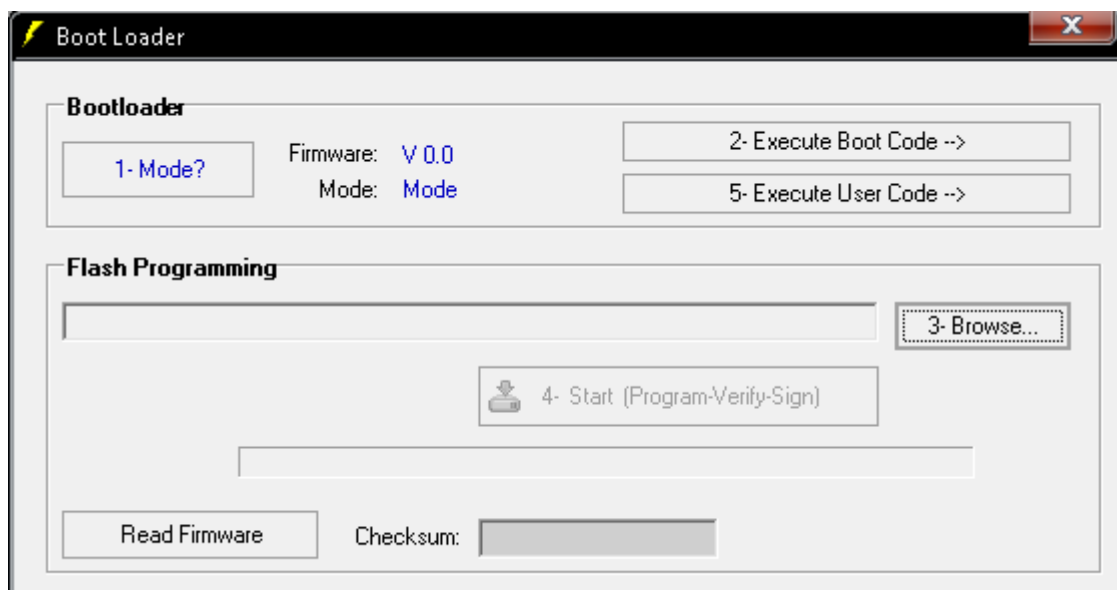 Boot Loader
x
Bootloader
1- Mode?
Firmware: V 0.0
Mode: Mode
2- Execute Boot Code -->
5- Execute User Code -->
Flash Programming
3- Browse...
4- Start (Program-Verify-Sign)
Read Firmware
Checksum: